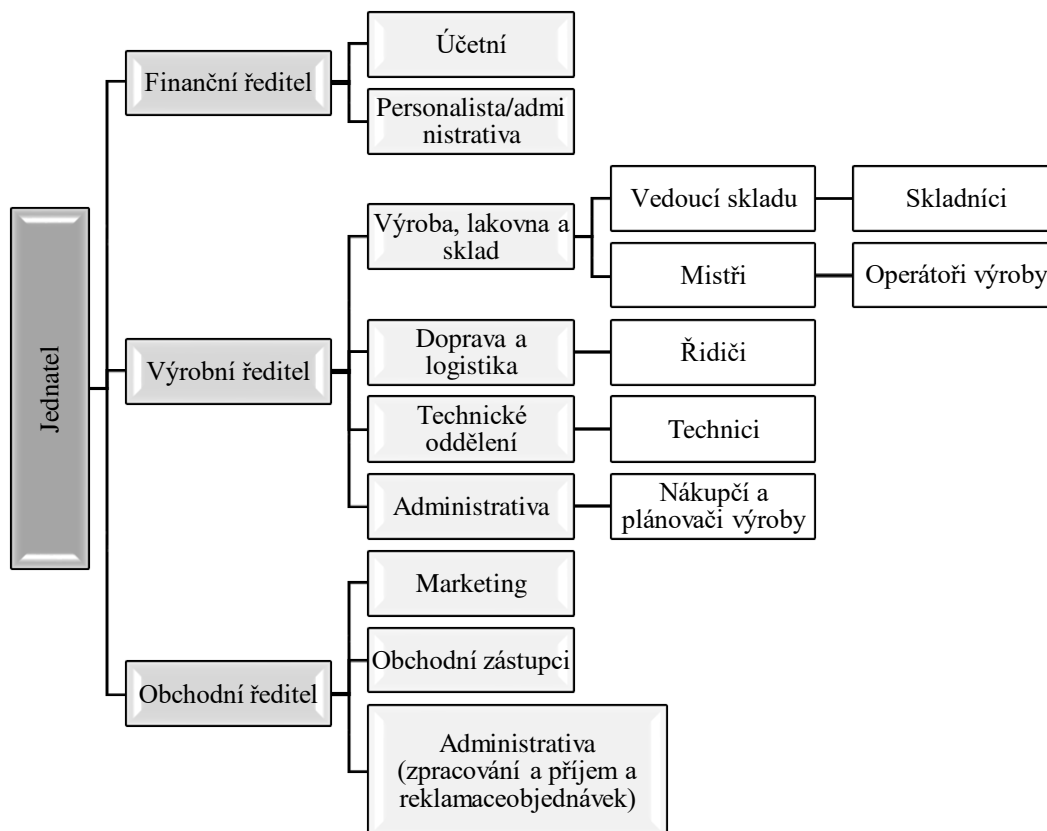 Jednatel
Finanční ředitel
Účetní
Personalista/admi
nistrativa
Výrobní ředitel
Výroba, lakovna a
sklad
Vedoucí skladu
Skladníci
Mistři
Operátoři výroby
Doprava a
logistika
Řidiči
Technické
oddělení
Technici
Administrativa
Nákupčí a
plánovači výroby
Obchodní ředitel
Marketing
Obchodní zástupci
Administrativa
(zpracování a příjem a
reklamaceobjednávek)